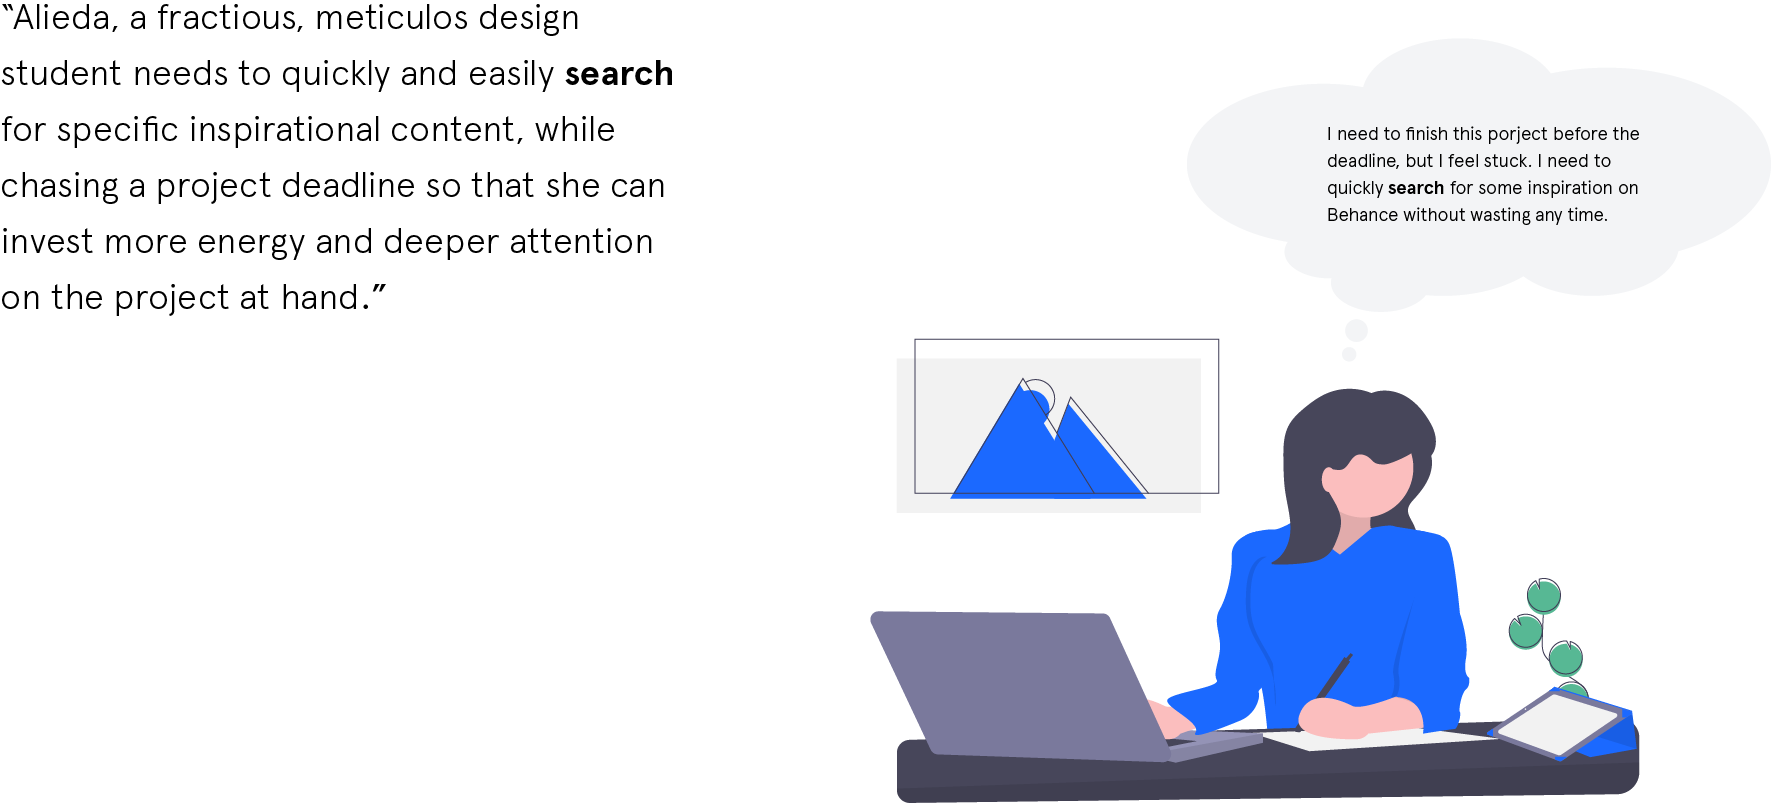 “Alieda, a fractious, meticulos design
student needs to quickly and easily search
for specific inspirational content, while
chasing a project deadline so that she can
invest more energy and deeper attention
on the project at hand.”
I need to finish this porject before the
deadline, but I feel stuck. I need to
quickly search for some inspiration on
Behance without wasting any time.